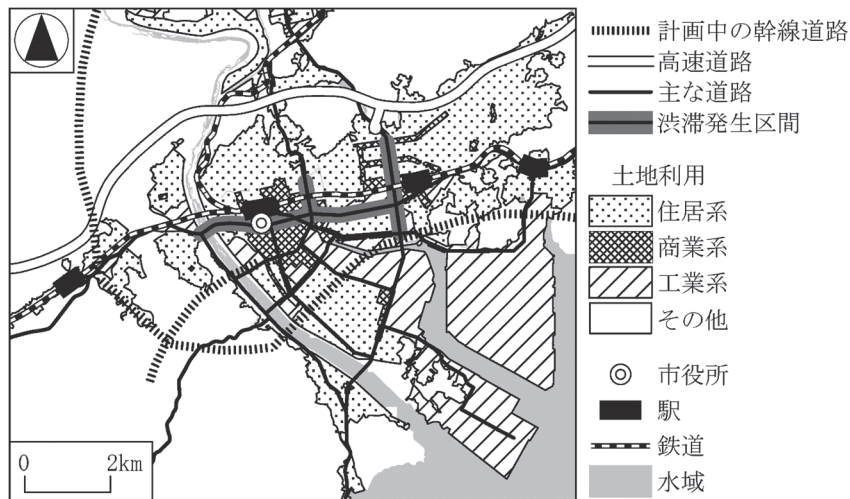 計画中の幹線道路
高速道路
主な道路
渋滞発生区間
土地利用
住居系
商業系
工業系
その他
市役所
駅
鉄道
水域
0 2km